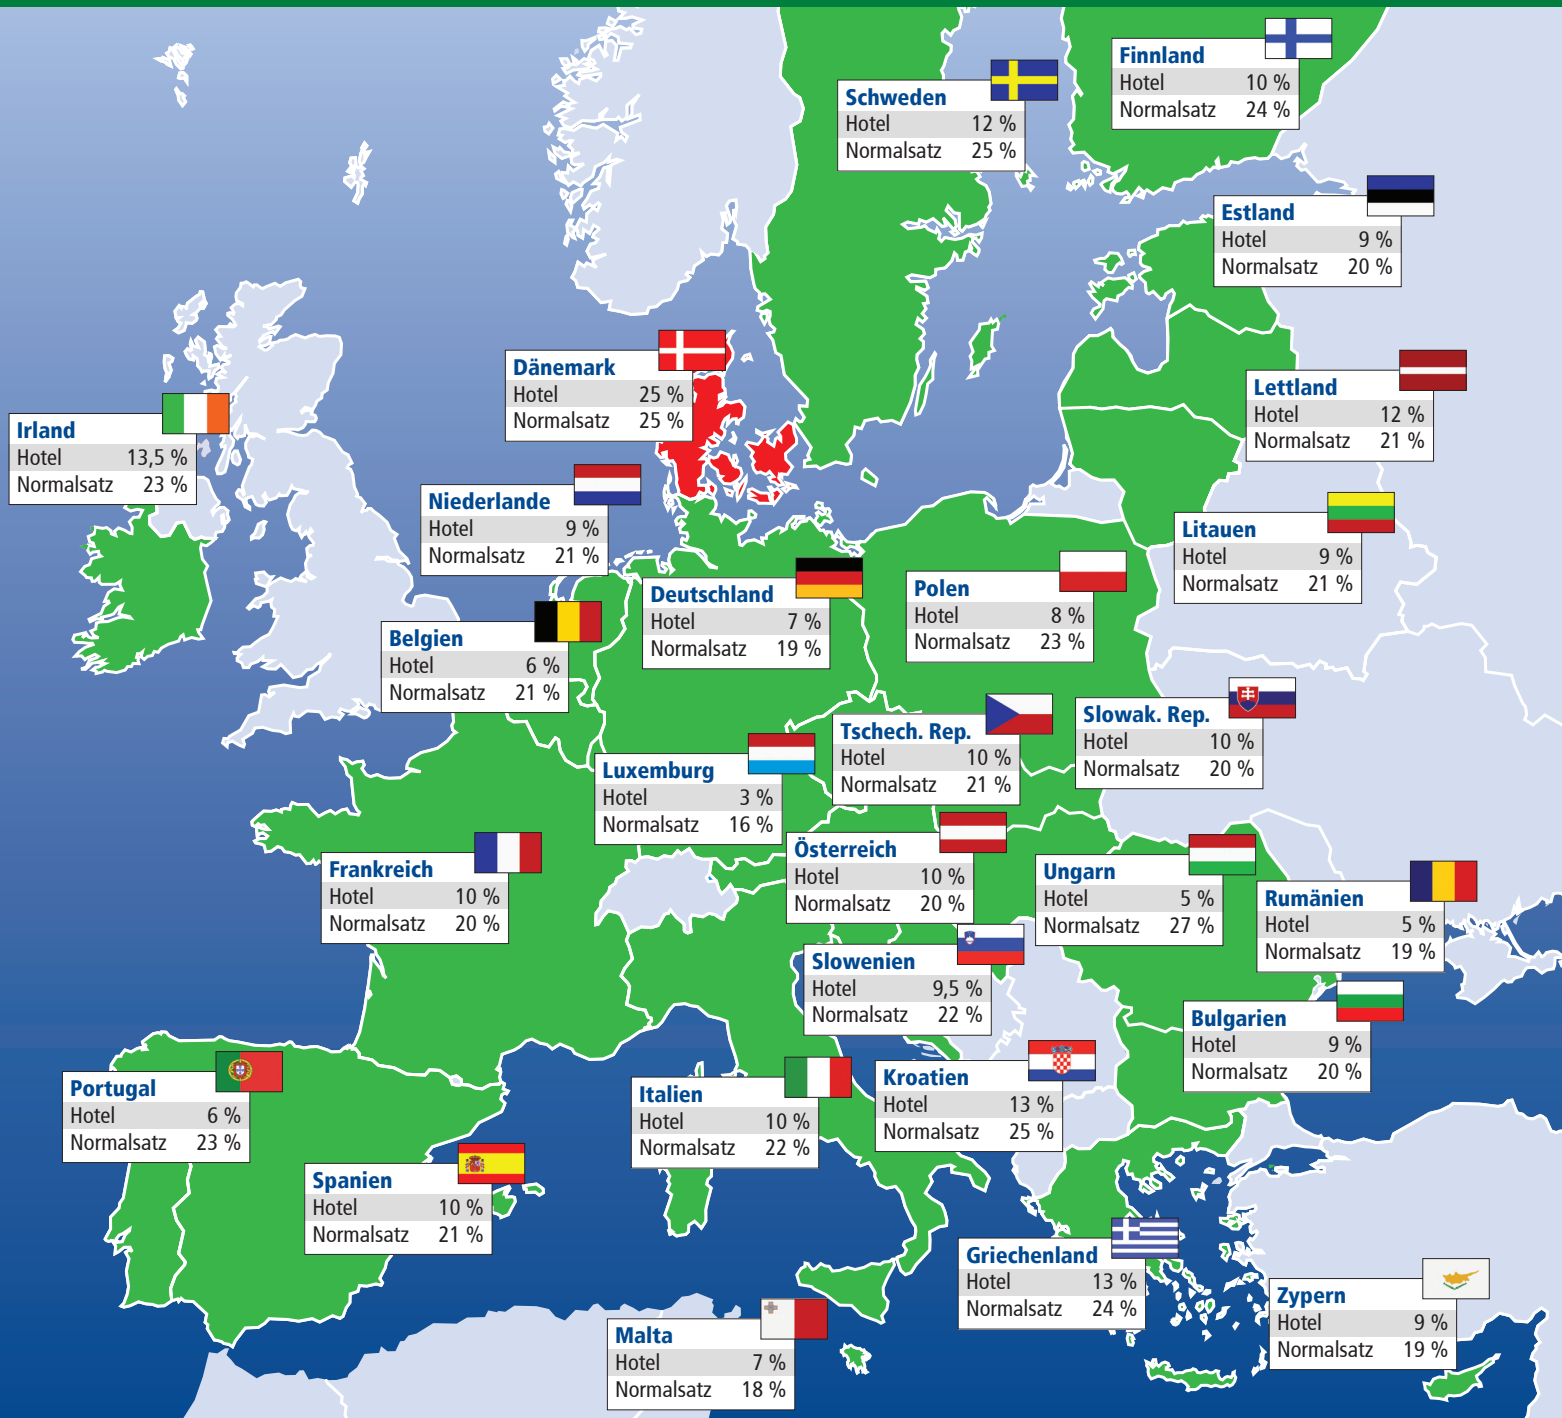 Finnland
Hotel 10 %
Normalsatz 24 %
Schweden
Hotel 12 %
Normalsatz 25 %
Estland
Hotel 9 %
Normalsatz 20 %
Dänemark
Hotel 25 %
Normalsatz 25 %
Lettland
Hotel 12 %
Normalsatz 21 %
Irland
Hotel 13,5 %
Normalsatz 23 %
Niederlande
Hotel 9 %
Normalsatz 21 %
Litauen
Hotel 9 %
Normalsatz 21 %
Deutschland
Hotel 7 %
Normalsatz 19 %
Polen
Hotel 8 %
Normalsatz 23 %
Belgien
Hotel 6 %
Normalsatz 21 %
Slowak. Rep.
Hotel 10 %
Normalsatz 20 %
Tschech. Rep.
Hotel 10 %
Normalsatz 21 %
Luxemburg
Hotel 3 %
Normalsatz 16 %
Österreich
Hotel 10 %
Normalsatz 20 %
Frankreich
Hotel 10 %
Normalsatz 20 %
Ungarn
Hotel 5 %
Normalsatz 27 %
Rumänien
Hotel 5 %
Normalsatz 19 %
Slowenien
Hotel 9,5 %
Normalsatz 22 %
Bulgarien
Hotel 9 %
Normalsatz 20 %
Kroatien
Hotel 13 %
Normalsatz 25 %
Portugal
Hotel 6 %
Normalsatz 23 %
Italien
Hotel 10 %
Normalsatz 22 %
Spanien
Hotel 10 %
Normalsatz 21 %
Griechenland
Hotel 13 %
Normalsatz 24 %
Zypern
Hotel 9 %
Normalsatz 19 %
Malta
Hotel 7 %
Normalsatz 18 %